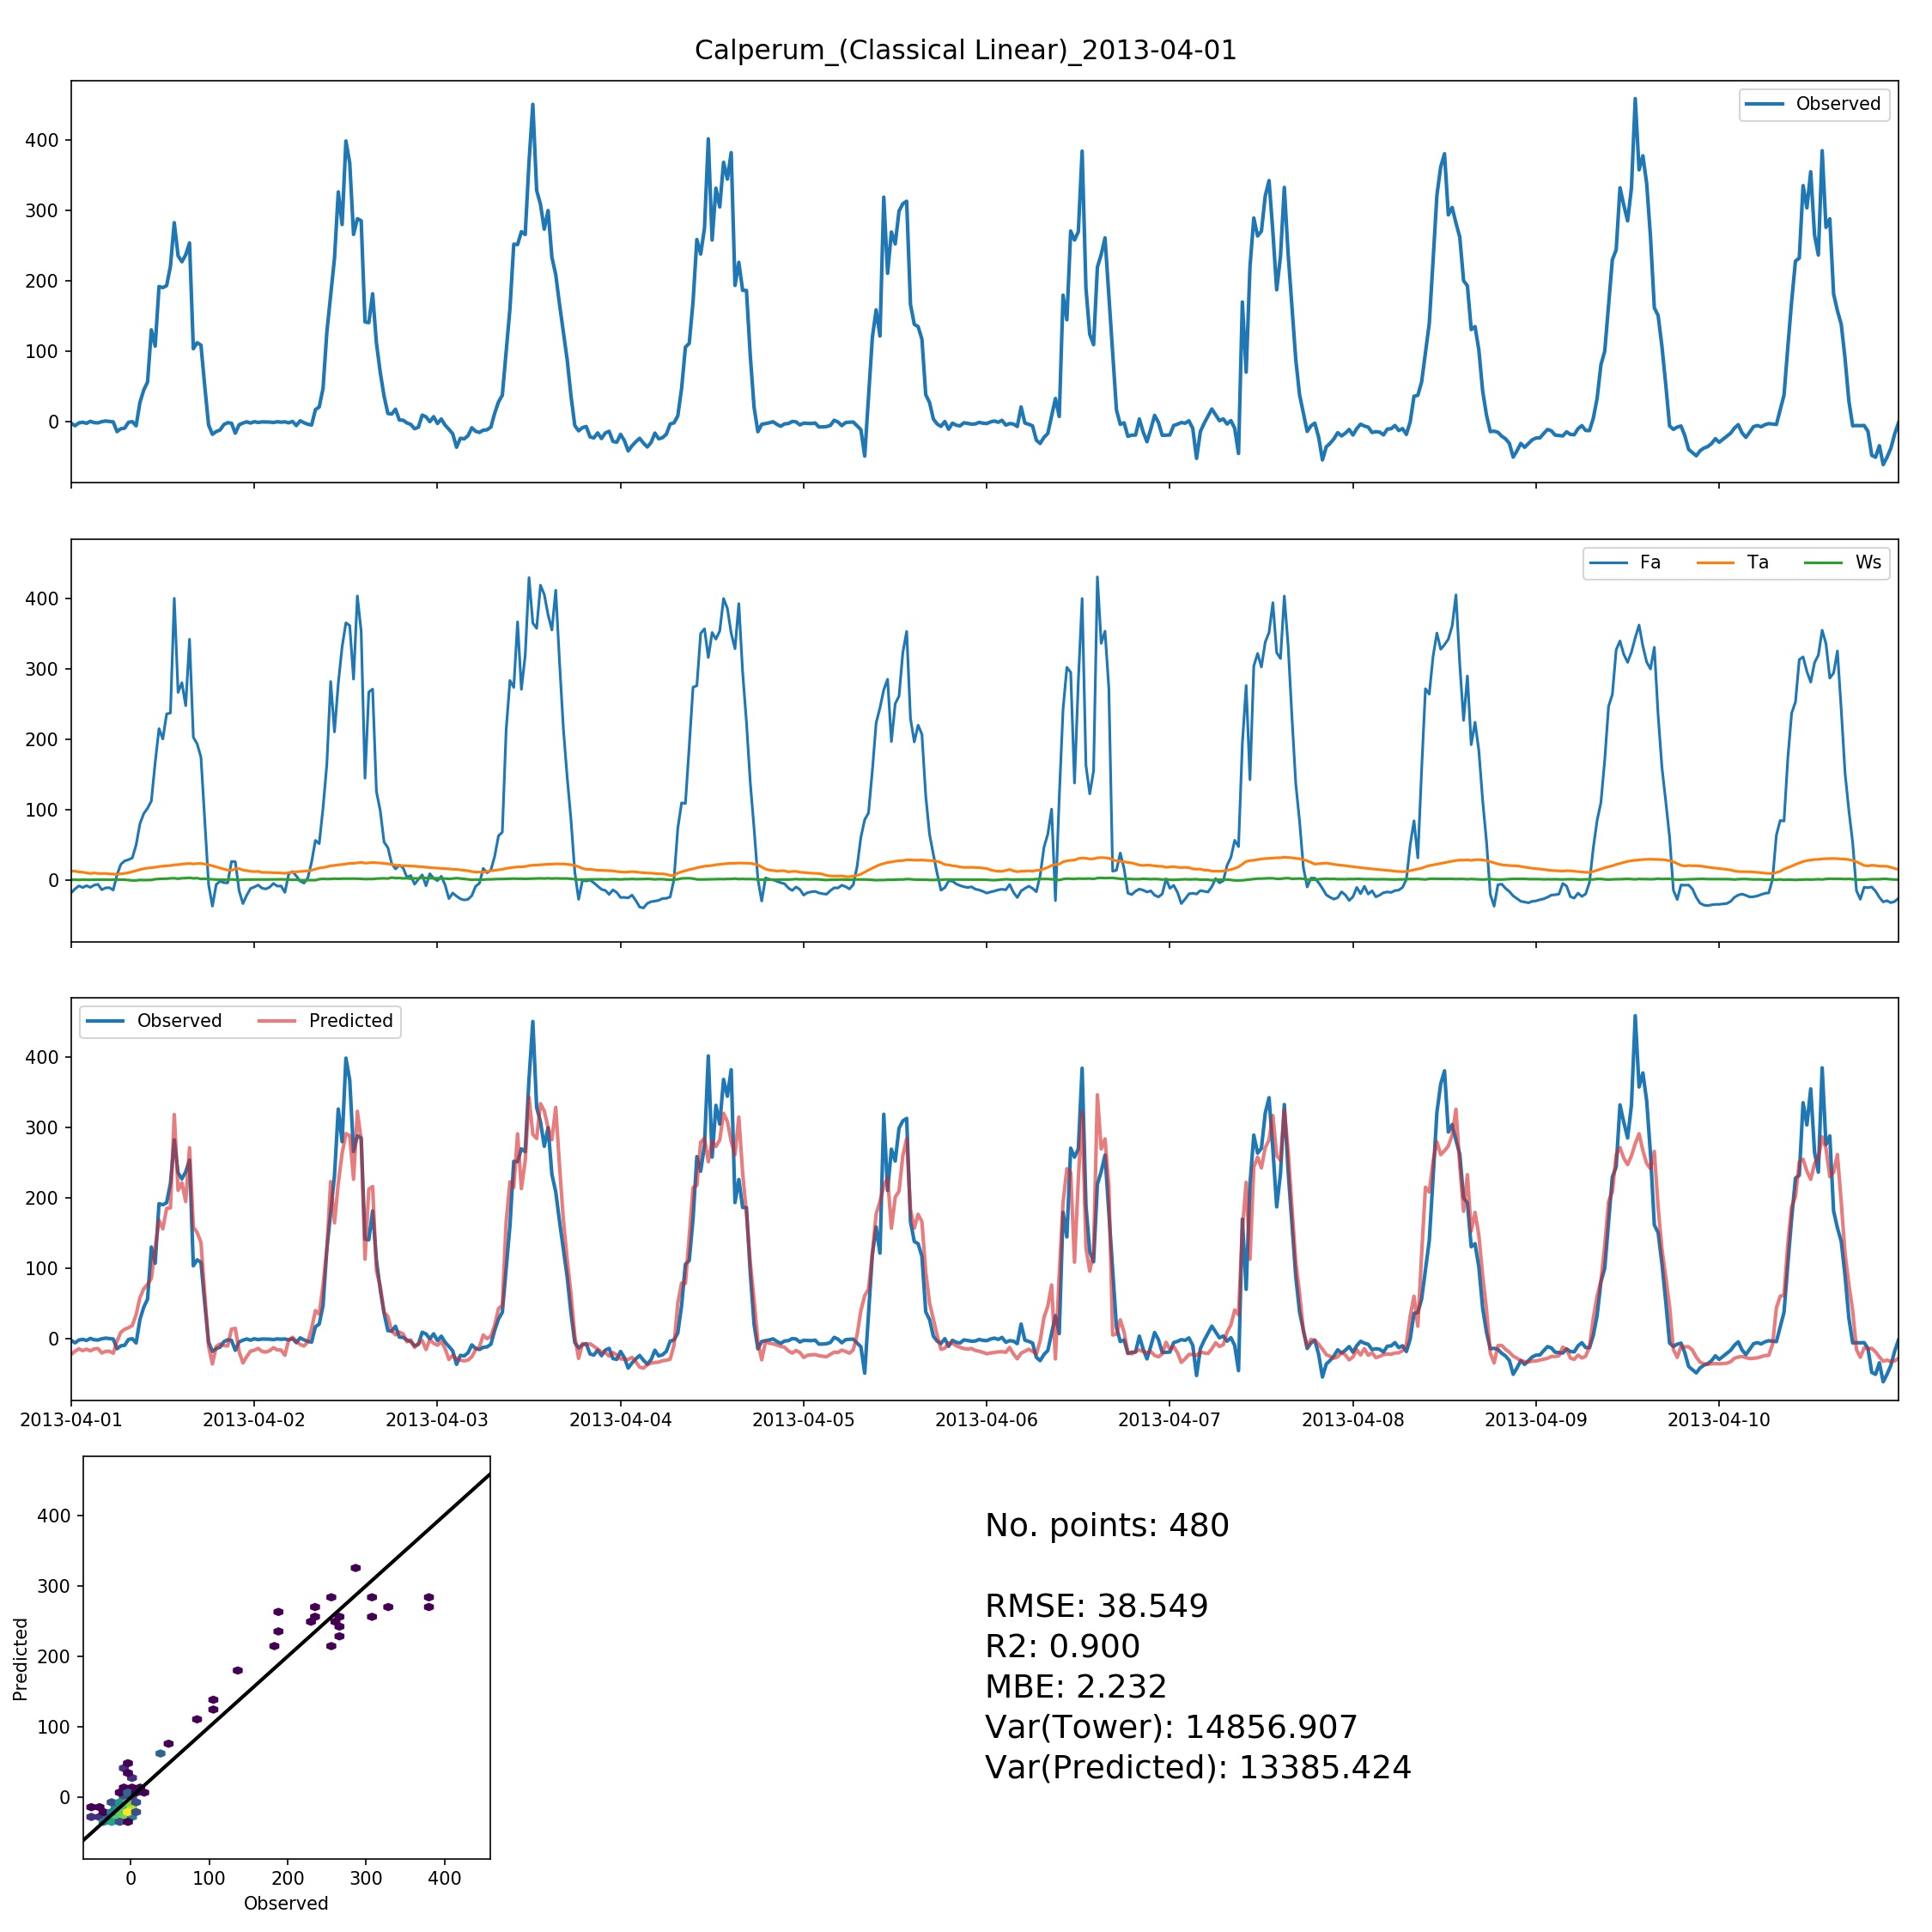 Calperum_(Classical Linear)_2013-04-01
Observed
400
300
200
100
0
Fa Ta Ws
400
300
200
100
0
Observed Predicted
400
300
200
100
0
2013-04-01 2013-04-02 2013-04-03 2013-04-04 2013-04-05 2013-04-06 2013-04-07 2013-04-08 2013-04-09 2013-04-10
Predicted
400
300
200
100
0
0 100 200 300 400
Observed
No. points: 480
RMSE: 38.549
R2: 0.900
MBE: 2.232
Var(Tower): 14856.907
Var(Predicted): 13385.424